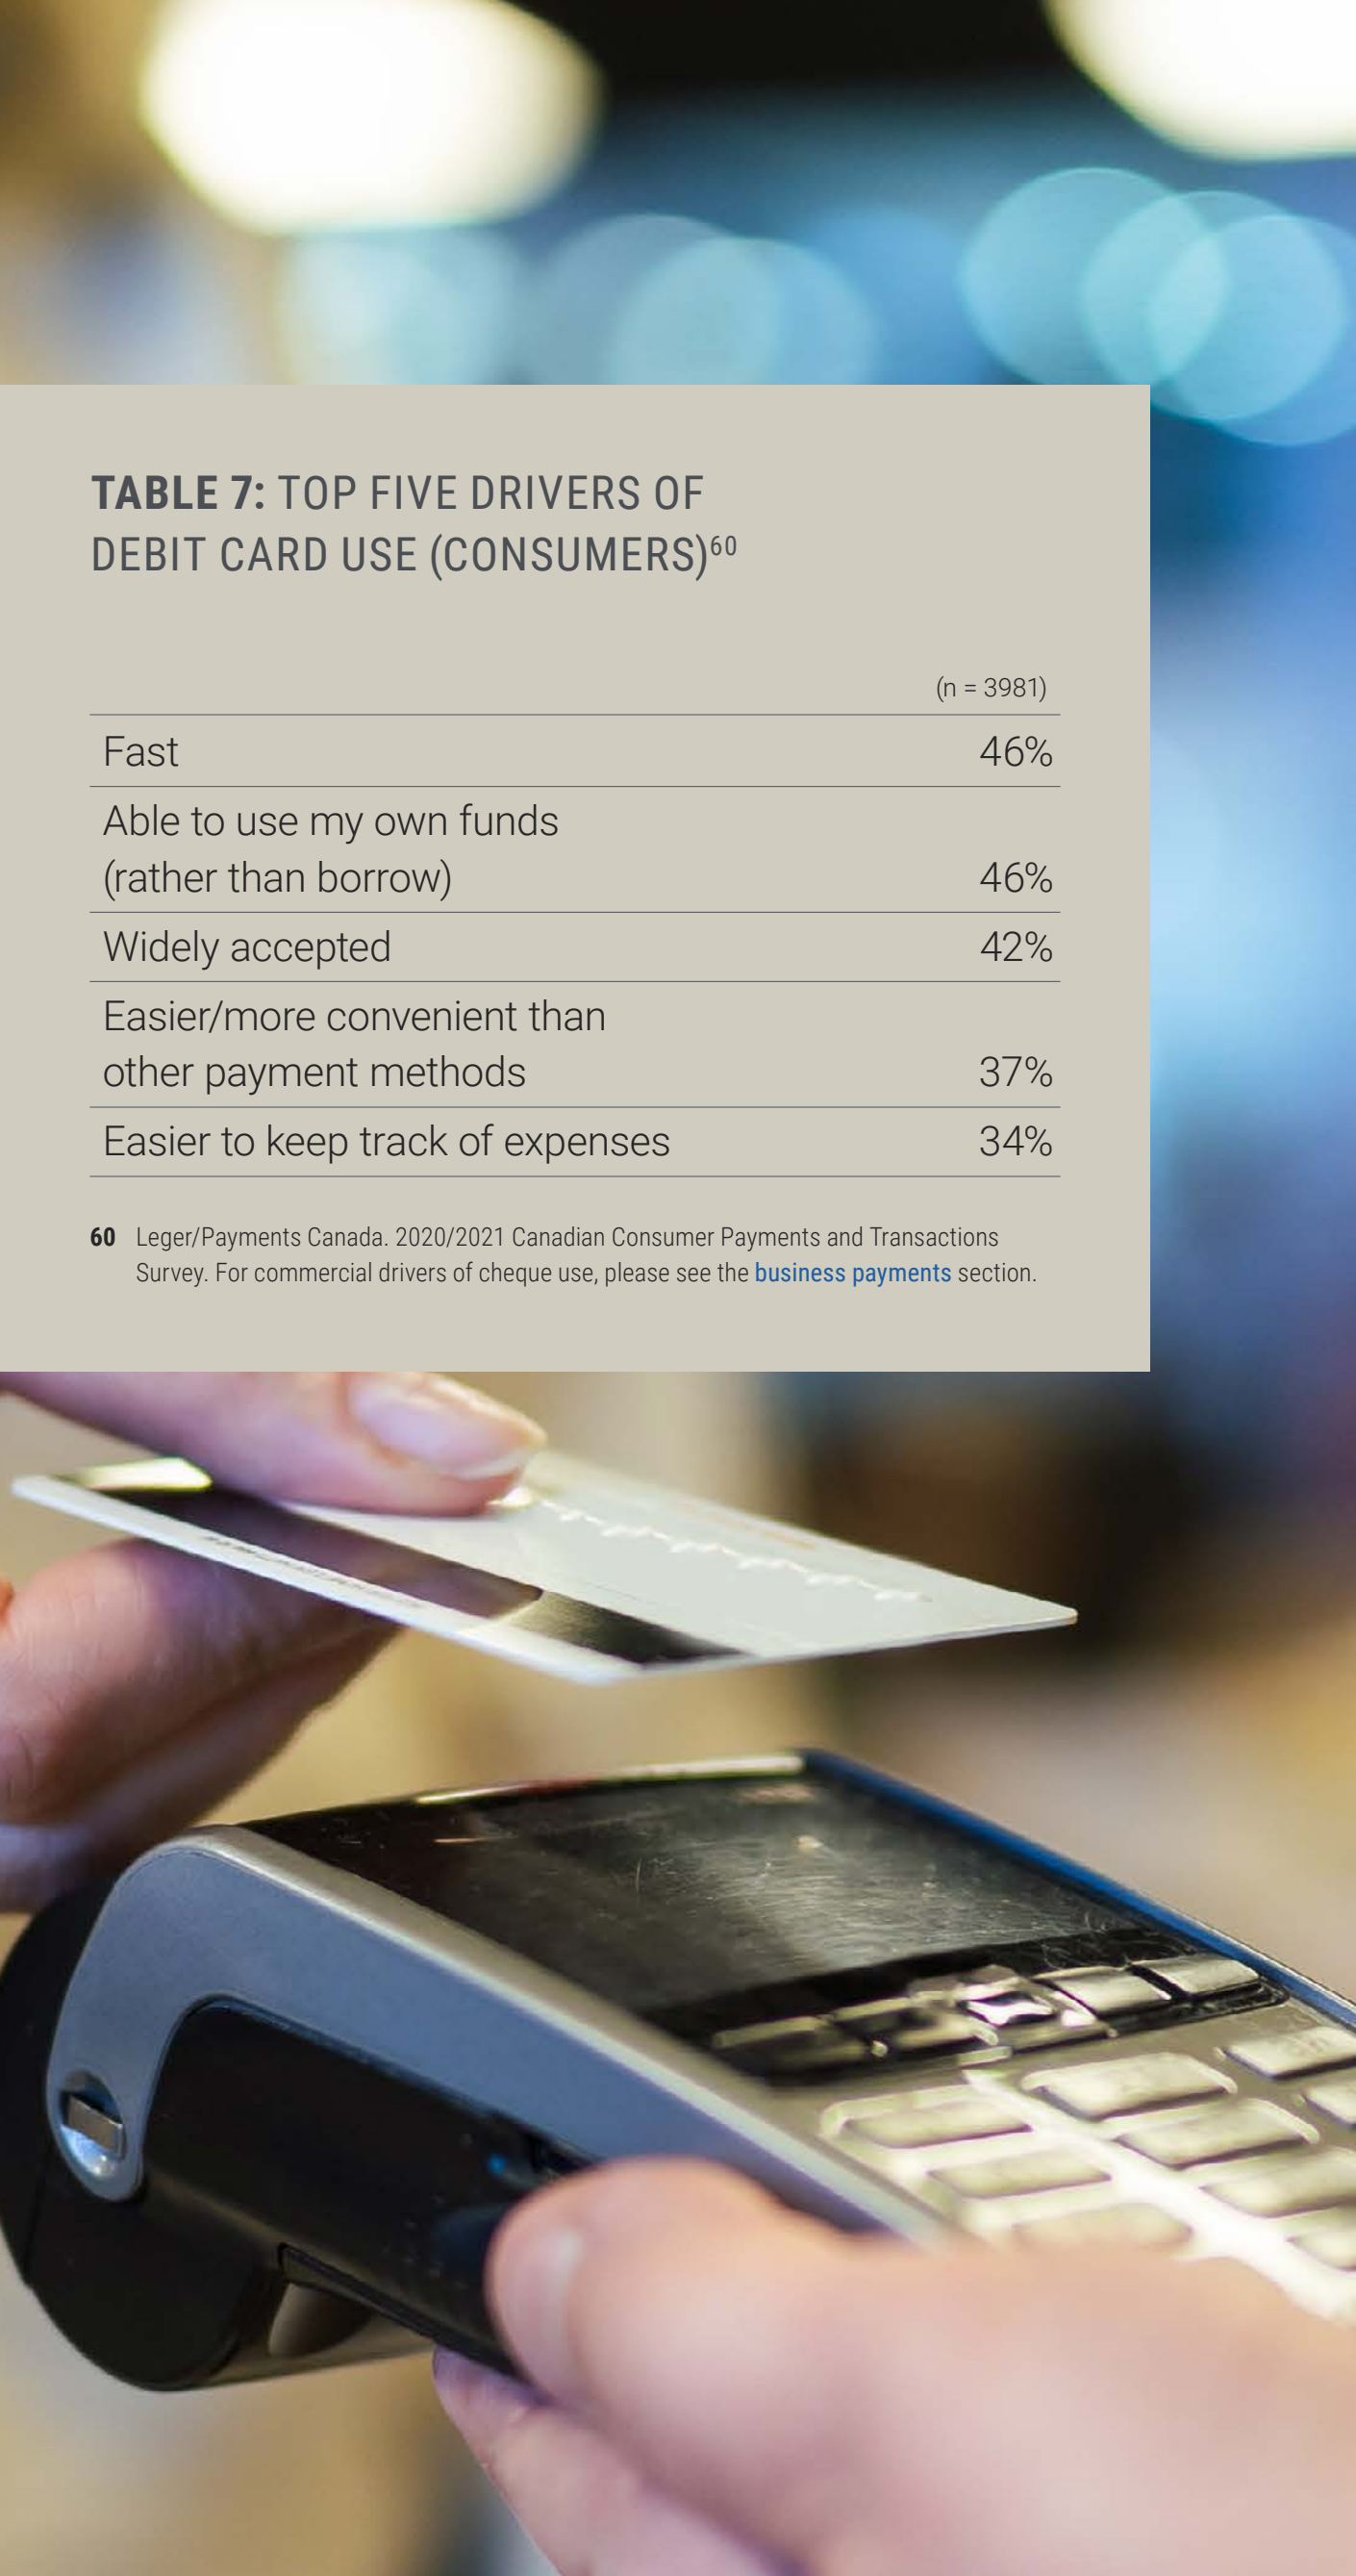 TABLE 7: TOP FIVE DRIVERS OF
DEBIT CARD USE (CONSUMERS)60
(n = 3981)
Fast 46%
Able to use my own funds
(rather than borrow) 46%
Widely accepted 42%
Easier/more convenient than
other payment methods 37%
Easier to keep track of expenses 34%
60 Leger/Payments Canada. 2020/2021 Canadian Consumer Payments and Transactions
Survey. For commercial drivers of cheque use, please see the business payments section.